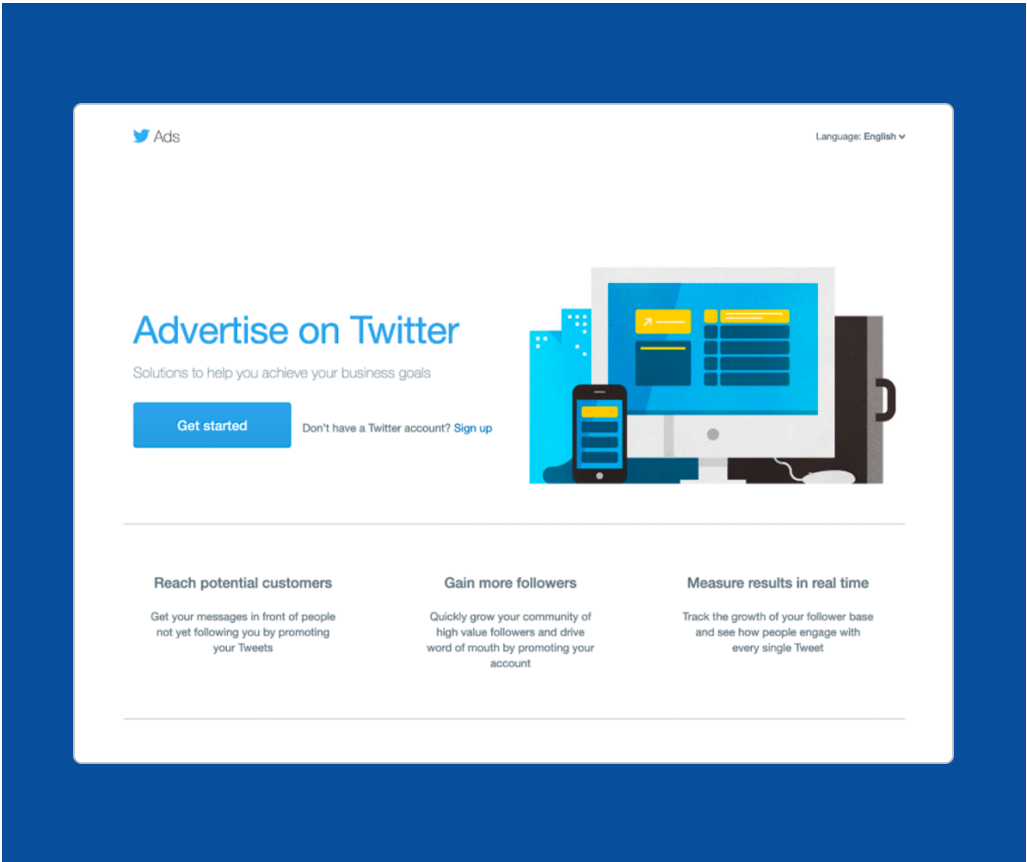 Ads
Language: English
Advertise on Twitter
Solutions to help you achieve your business goals
Get started
Don't have a Twitter account? Sign up
Reach potential customers
Get your messages in front of people
not yet following you by promoting
your Tweets
Gain more followers
Quickly grow your community of
high value followers and drive
word of mouth by promoting your
account
Measure results in real time
Track the growth of your follower base
and see how people engage with
every single Tweet